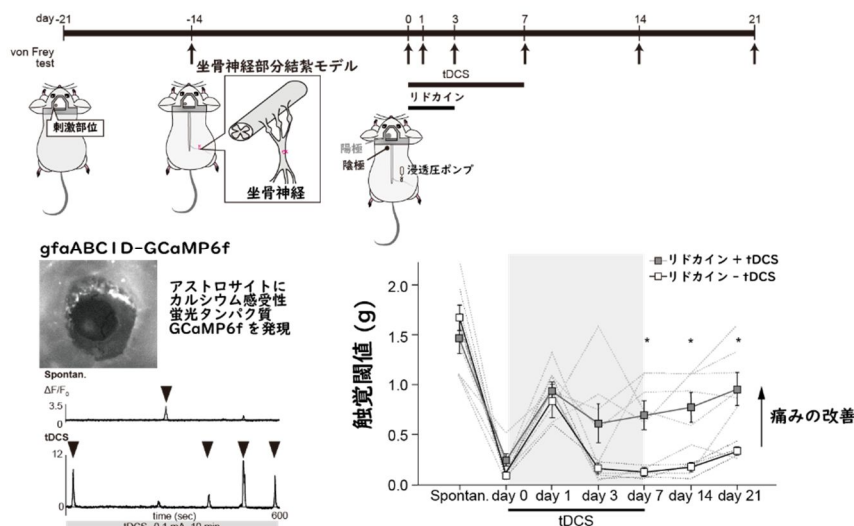 day -21 -14 0 1 3 7 14 21
von Frey
test
坐骨神経部分結紮モデル
tDCS
リドカイン
刺激部位
坐骨神経
陽極
陰極
浸透圧ポンプ
gfaABC1D-GCaMP6f
アストロサイトに
カルシウム感受性
蛍光タンパク質
GCaMP6f を発現
Spontan.
ΔF/F0
3.5
0
tDCS
12
0
time (sec)
600
tDCS 0.1 mA, 10 min
リドカイン + tDCS
リドカイン - tDCS
触覚閾値 (g)
2.0
1.5
1.0
0.5
0.0
* * *
痛みの改善
Spontan. day 0 day 1 day 3 day 7 day 14 day 21
tDCS